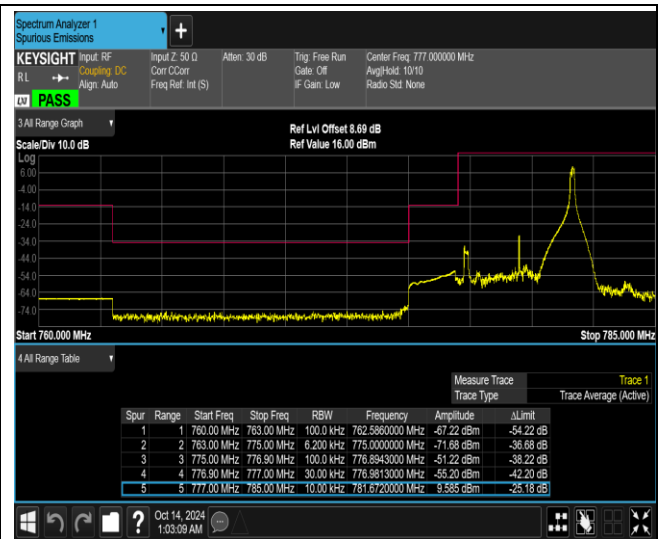 Spectrum Analyzer 1
Spurious Emissions
+
KEYSIGHT Input: RF Input Z: 50 Ω Atten: 30 dB Trig: Free Run Center Freq: 777.000000 MHz
RL Coupling: DC Corr CCorr Gate: Off Avg|Hold: 10/10
Align: Auto Freq Ref: Int (S) IF Gain: Low Radio Std: None
LXI PASS
3 All Range Graph
Ref Lvl Offset 8.69 dB
Scale/Div 10.0 dB Ref Value 16.00 dBm
Log
6.00
-4.00
-14.0
-24.0
-34.0
-44.0
-54.0
-64.0
-74.0
Start 760.000 MHz Stop 785.000 MHz
4 All Range Table
Measure Trace Trace 1
Trace Type Trace Average (Active)
Spur Range Start Freq Stop Freq RBW Frequency Amplitude ΔLimit
1 1 760.00 MHz 763.00 MHz 100.0 kHz 762.5860000 MHz -67.22 dBm -54.22 dB
2 2 763.00 MHz 775.00 MHz 6.200 kHz 775.0000000 MHz -71.68 dBm -36.68 dB
3 3 775.00 MHz 776.90 MHz 100.0 kHz 776.8943000 MHz -51.22 dBm -38.22 dB
4 4 776.90 MHz 777.00 MHz 30.00 kHz 776.9813000 MHz -55.20 dBm -42.20 dB
5 5 777.00 MHz 785.00 MHz 10.00 kHz 781.6720000 MHz 9.585 dBm -25.18 dB
? Oct 14, 2024
1:03:09 AM